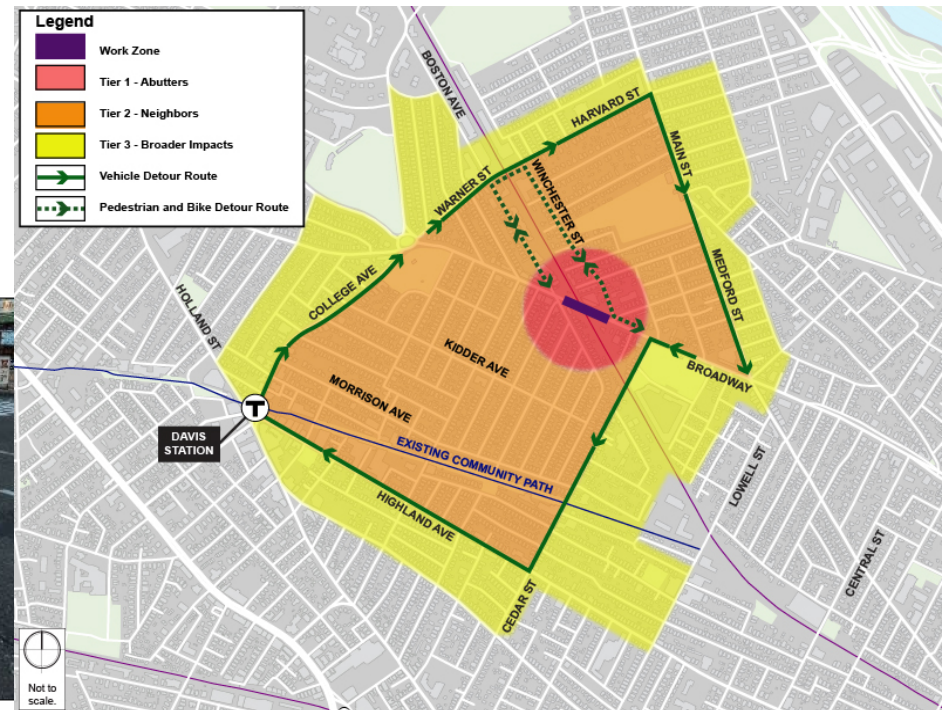 Legend
Work Zone
Tier 1 - Abutters
Tier 2 - Neighbors
Tier 3 - Broader Impacts
Vehicle Detour Route
Pedestrian and Bike Detour Route
BOSTON AVE
HARVARD ST
MAIN ST
WARNER ST
WINCHESTER ST
COLLEGE AVE
MEDFORD ST
HOLLAND ST
KIDDER AVE
BROADWAY
MORRISON AVE
T
DAVIS
STATION
EXISTING COMMUNITY PATH
HIGHLAND AVE
LOWELL ST
CEDAR ST
CENTRAL ST
Not to
scale.